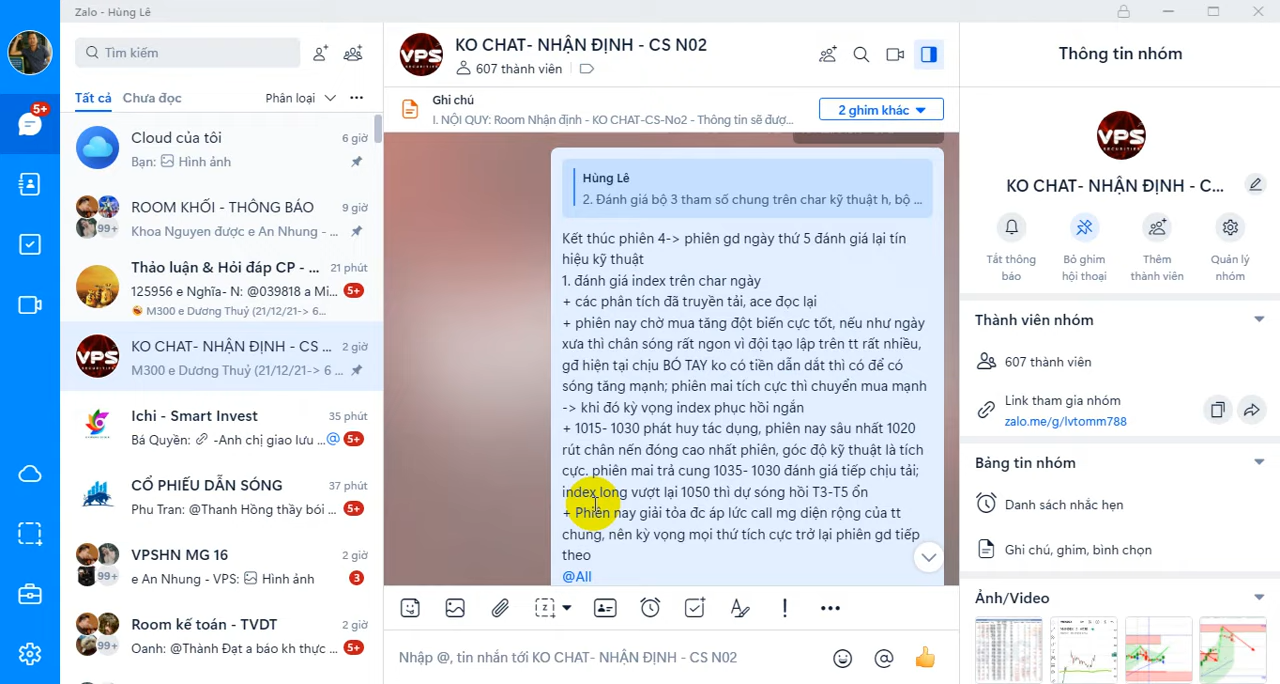 Zalo - Hùng Lê
Tìm kiếm
Tất cả Chưa đọc Phân loại
5+
Cloud của tôi 6 giờ
Bạn: Hình ảnh
ROOM KHỐI - THÔNG BÁO 9 giờ
Khoa Nguyen được e An Nhung - ...
99+
Thảo luận & Hỏi đáp CP - ... 21 phút
125956 e Nghĩa- N: @039818 a Mi... 5+
M300 e Dương Thuỷ (21/12/21-> 6...
KO CHAT- NHẬN ĐỊNH - CS ... 2 giờ
M300 e Dương Thuỷ (21/12/21-> 6 ...
VPS
Ichi - Smart Invest 35 phút
Bá Quyền: -Anh chị giao lưu ... @ 5+
CỔ PHIẾU DẪN SÓNG 37 phút
Phu Tran: @Thanh Hồng thầy bói ... 5+
VPSHN MG 16 2 giờ
e An Nhung - VPS: Hình ảnh 3
99+
Room kế toán - TVDT 2 giờ
Oanh: @Thành Đạt a báo kh thực ... 5+
99+
VPS
SECURITIES
KO CHAT- NHẬN ĐỊNH - CS N02
607 thành viên
Ghi chú
I. NỘI QUY: Room Nhận định - KO CHAT-CS-No2 - Thông tin sẽ đượ...
2 ghim khác
Hùng Lê
2. Đánh giá bộ 3 tham số chung trên char kỹ thuật h, bộ ...
Kết thúc phiên 4-> phiên gd ngày thứ 5 đánh giá lại tín
hiệu kỹ thuật
1. đánh giá index trên char ngày
+ các phân tích đã truyền tải, ace đọc lại
+ phiên nay chờ mua tăng đột biến cực tốt, nếu như ngày
xưa thì chân sóng rất ngon vì đội tạo lập trên tt rất nhiều,
gđ hiện tại chịu BÓ TAY ko có tiền dẫn dắt thì có để có
sóng tăng mạnh; phiên mai tích cực thì chuyển mua mạnh
-> khi đó kỳ vọng index phục hồi ngắn
+ 1015- 1030 phát huy tác dụng, phiên nay sâu nhất 1020
rút chân nến đóng cao nhất phiên, góc độ kỹ thuật là tích
cực. phiên mai trả cung 1035- 1030 đánh giá tiếp chịu tải;
index long vượt lại 1050 thì dự sóng hồi T3-T5 ổn
+ Phiên nay giải tỏa đc áp lức call mg diện rộng của tt
chung, nên kỳ vọng mọi thứ tích cực trở lại phiên gd tiếp
theo
@All
Nhập @, tin nhắn tới KO CHAT- NHẬN ĐỊNH - CS N02
Thông tin nhóm
VPS
SECURITIES
KO CHAT- NHẬN ĐỊNH - C...
Tắt thông
báo
Bỏ ghim
hội thoại
Thêm
thành viên
Quản lý
nhóm
Thành viên nhóm
607 thành viên
Link tham gia nhóm
zalo.me/g/lvtomm788
Bảng tin nhóm
Danh sách nhắc hẹn
Ghi chú, ghim, bình chọn
Ảnh/Video